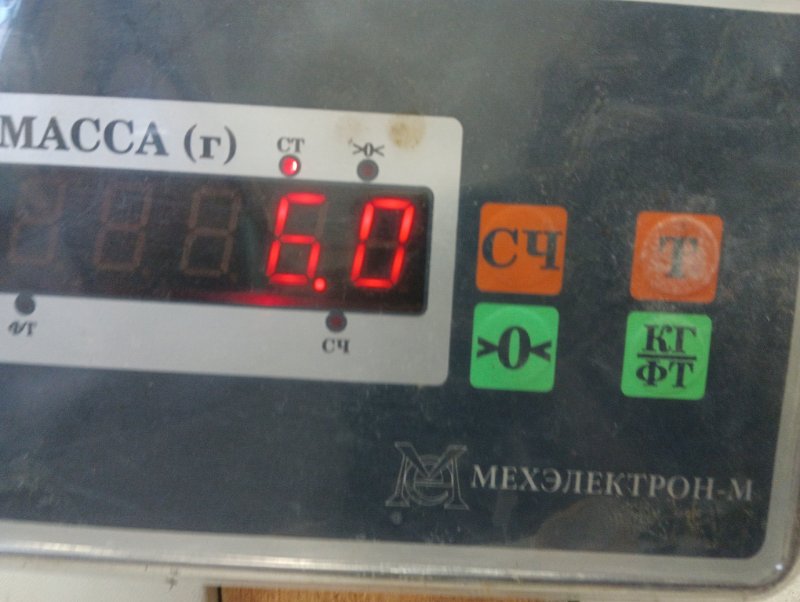 МАССА (г)
СТ >0<
6.0
ФТ СЧ
СЧ Т
>0< КГ/ФТ
МЕХЭЛЕКТРОН-М